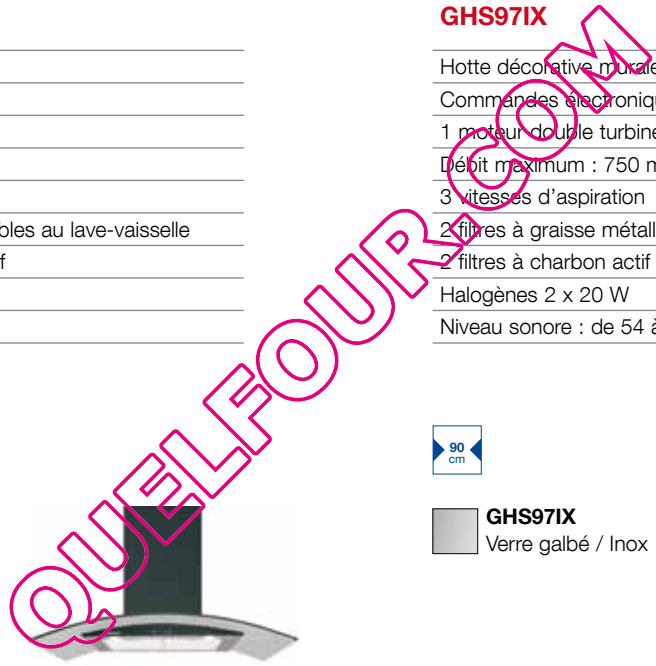 GHS97IX
Hotte décorative murale
Commandes
1 moteur double turbine
Débit maximum : 750
3 vitesses d'aspiration
bles au lave-vaisselle
2 filtres à graisse
f
2 filtres à charbon actif
Halogènes 2 x 20 W
Niveau sonore : de 54 à
90
cm
GHS97IX
Verre galbé / Inox
QUELFOUR.COM